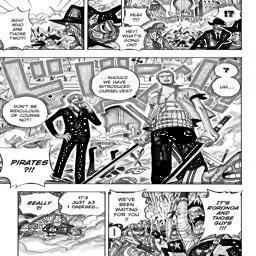 AGH!
WHO
ARE
THOSE
TWO?!
HUH
?!
HEY!
WHAT'S
GOING
ON?
!?
...SHOULD
WE HAVE
INTRODUCED
OURSELVES?
?
UH...
DON'T BE
RIDICULOUS.
OF COURSE
NOT!!
PIRATES
?!!
REALLY
?
IT'S
JUST AS
I
WE'VE
BEEN
WAITING
FOR YOU
!!
IT'S
RORONOA
AND
THOSE
GUYS
!!!